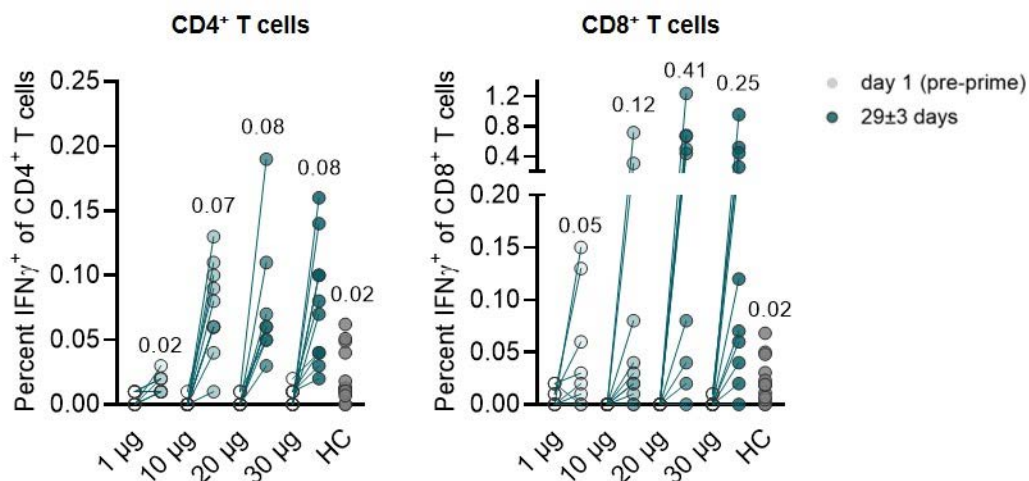 CD4⁺ T cells
Percent IFNγ⁺ of CD4⁺ T cells
0.25
0.20
0.15
0.10
0.05
0.00
0.02
0.07
0.08
0.08
0.02
1 µg
10 µg
20 µg
30 µg
HC
CD8⁺ T cells
Percent IFNγ⁺ of CD8⁺ T cells
1.2
0.8
0.4
0.20
0.15
0.10
0.05
0.00
0.05
0.12
0.41
0.25
0.02
1 µg
10 µg
20 µg
30 µg
HC
day 1 (pre-prime)
29±3 days